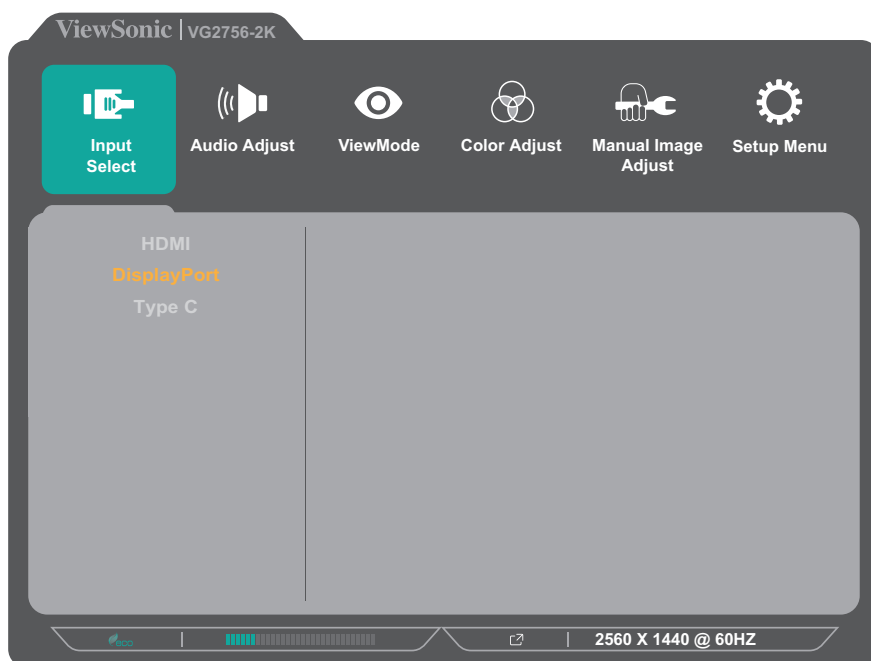 ViewSonic VG2756-2K
Input Select
Audio Adjust
ViewMode
Color Adjust
Manual Image Adjust
Setup Menu
HDMI
DisplayPort
Type C
eco
2560 X 1440 @ 60HZ